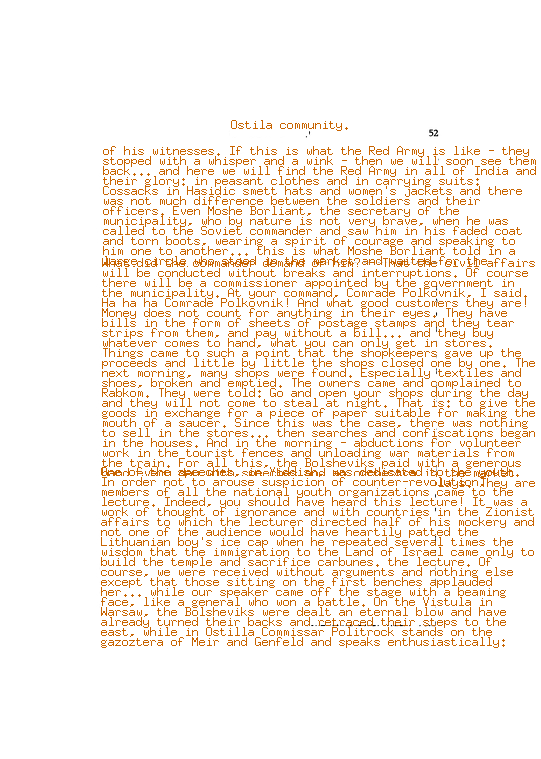 Ostila community.
52
of his witnesses. If this is what the Red Army is like - they
stopped with a whisper and a wink - then we will soon see them
back... and here we will find the Red Army in all of India and
their glory: in peasant clothes and in carrying suits:
Cossacks in Hasidic smett hats and women's jackets and there
was not much difference between the soldiers and their
officers. Even Moshe Borliant, the secretary of the
municipality, who by nature is not very brave, when he was
called to the Soviet commander and saw him in his faded coat
and torn boots, wearing a spirit of courage and speaking to
him one to another... this is what Moshe Borliant told in a
affairs
will be conducted without breaks and interruptions. Of course
there will be a commissioner appointed by the government in
the municipality. At your command, Comrade Polkovnik, I said.
Ha ha ha Comrade Polkovnik! And what good customers they are!
Money does not count for anything in their eyes, They have
bills in the form of sheets of postage stamps and they tear
strips from them, and pay without a bill... and they buy
whatever comes to hand, what you can only get in stores.
Things came to such a point that the shopkeepers gave up the
proceeds and little by little the shops closed one by one. The
next morning, many shops were found. Especially textiles and
shoes, broken and emptied. The owners came and complained to
Rabkom. They were told: Go and open your shops during the day
and they will not come to steal at night. That is: to give the
goods in exchange for a piece of paper suitable for making the
mouth of a saucer. Since this was the case, there was nothing
to sell in the stores... then searches and confiscations began
in the houses. And in the morning - abductions for volunteer
work in the tourist fences and unloading war materials from
the train. For all this, the Bolsheviks paid with a generous
One of the speeches, in Yiddish, was dedicated to the youth.
In order not to arouse suspicion of counter-revolution,
they are
members of all the national youth organizations came to the
lecture. Indeed, you should have heard this lecture! It was a
work of thought of ignorance and with countries in the Zionist
affairs to which the lecturer directed half of his mockery and
not one of the audience would have heartily patted the
Lithuanian boy's ice cap when he repeated several times the
wisdom that the immigration to the Land of Israel came only to
build the temple and sacrifice carbunes. the lecture. Of
course, we were received without arguments and nothing else
except that those sitting on the first benches applauded
her... while our speaker came off the stage with a beaming
face, like a general who won a battle. On the Vistula in
Warsaw, the Bolsheviks were dealt an eternal blow and have
already turned their backs and retraced their steps to the
east, while in Ostilla Commissar Politrock stands on the
gazoztera of Meir and Genfeld and speaks enthusiastically: